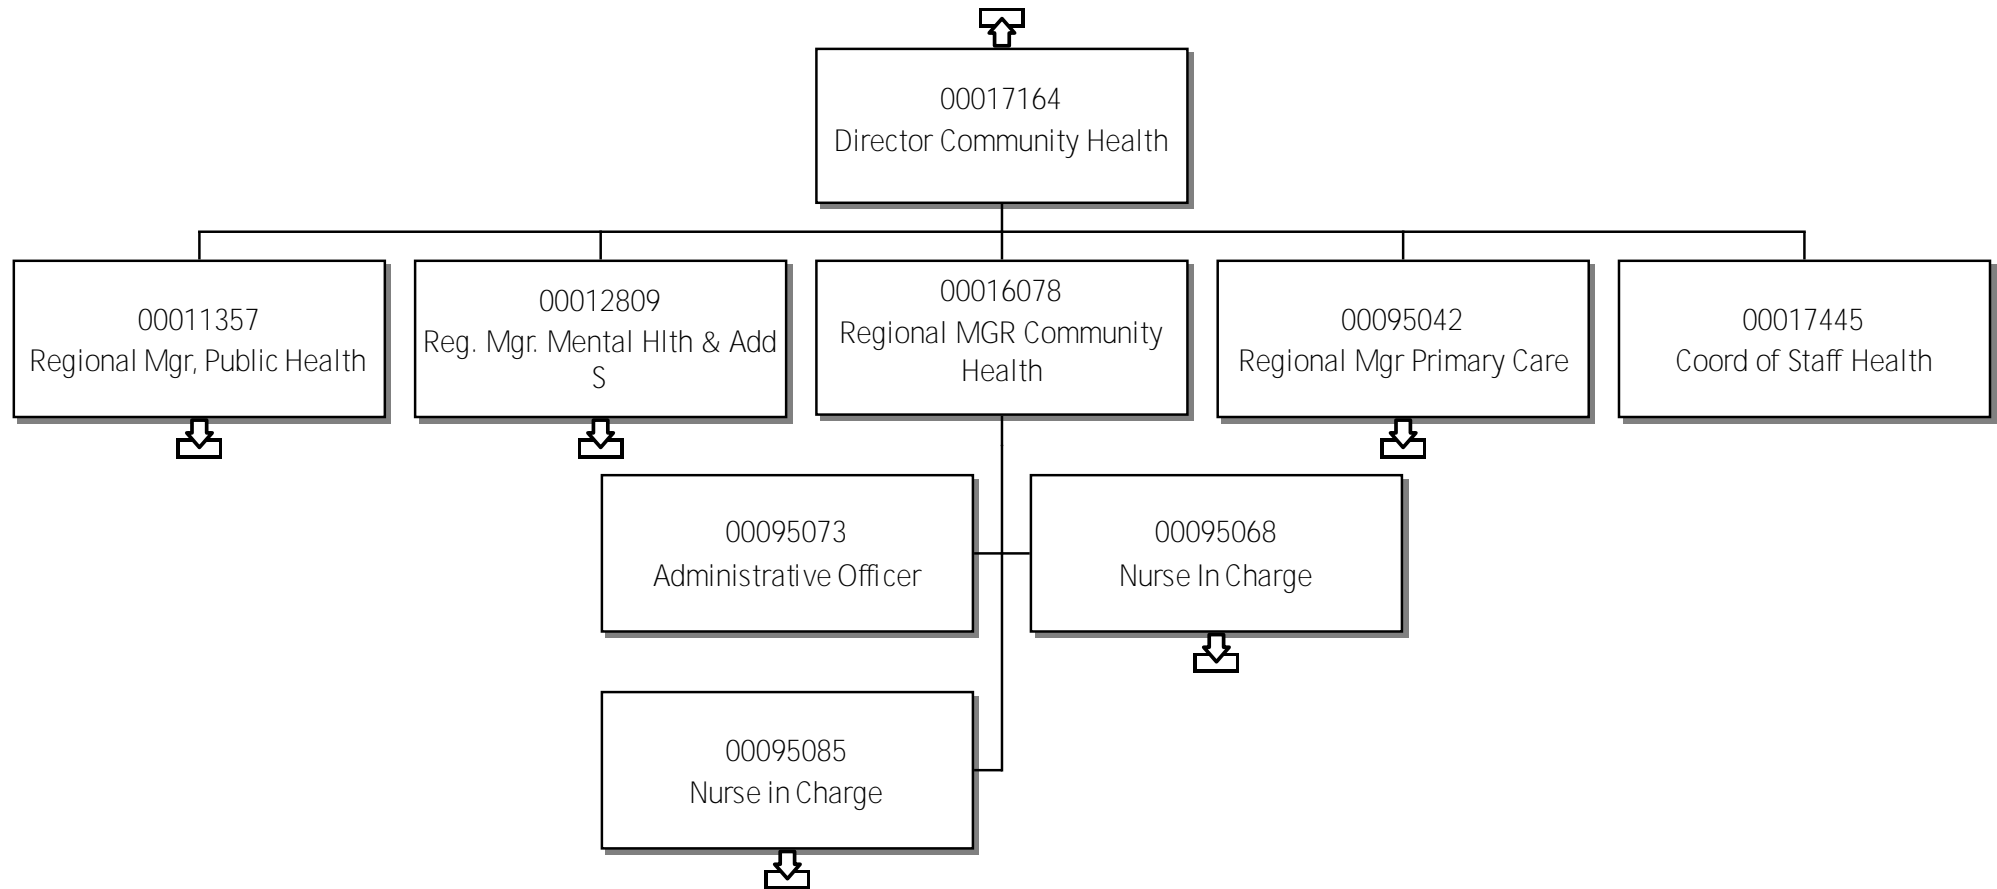 00017164
Director Community Health
00011357
Regional Mgr, Public Health
00012809
Reg. Mgr. Mental Hlth & Add
S
00016078
Regional MGR Community
Health
00095042
Regional Mgr Primary Care
00017445
Coord of Staff Health
00095073
Administrative Officer
00095068
Nurse In Charge
00095085
Nurse in Charge